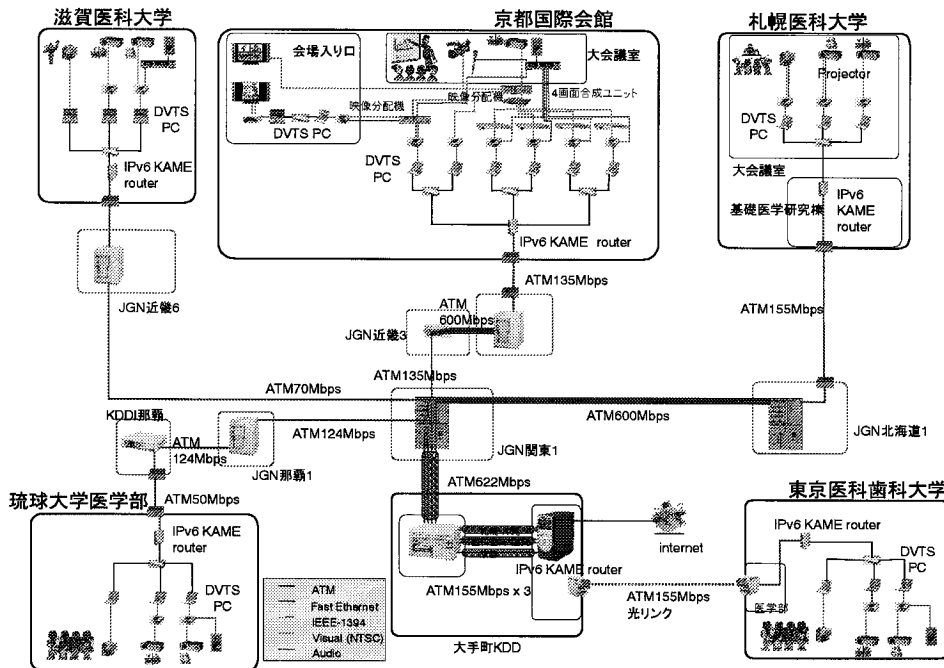 滋賀医科大学
京都国際会館
札幌医科大学
会場入り口
大会議室
映像分配機
映像分配機
4画面合成ユニット
DVTS PC
DVTS
PC
IPv6 KAME
router
DVTS
PC
IPv6 KAME router
Projector
DVTS
PC
大会議室
基礎医学研究棟
IPv6
KAME
router
JGN近畿6
ATM135Mbps
ATM
600Mbps
JGN近畿3
ATM155Mbps
ATM135Mbps
ATM70Mbps
ATM600Mbps
JGN北海道1
KDDI那覇
ATM
124Mbps
JGN那覇1
ATM124Mbps
JGN関東1
ATM622Mbps
琉球大学医学部
ATM50Mbps
IPv6 KAME
router
DVTS
PC
ATM
Fast Ethernet
IEEE-1394
Visual (NTSC)
Audio
IPv6 KAME router
ATM155Mbps x 3
大手町KDD
internet
ATM155Mbps
光リンク
東京医科歯科大学
IPv6 KAME router
DVTS
PC
医学部